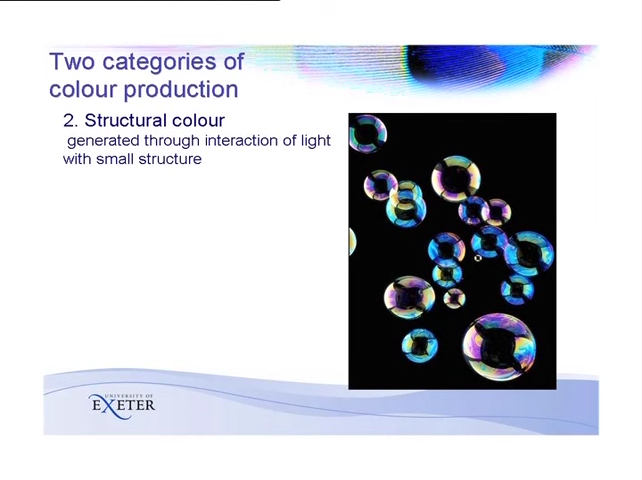 Two categories of
colour production
2. Structural colour
generated through interaction of light
with small structure
UNIVERSITY OF
EXETER